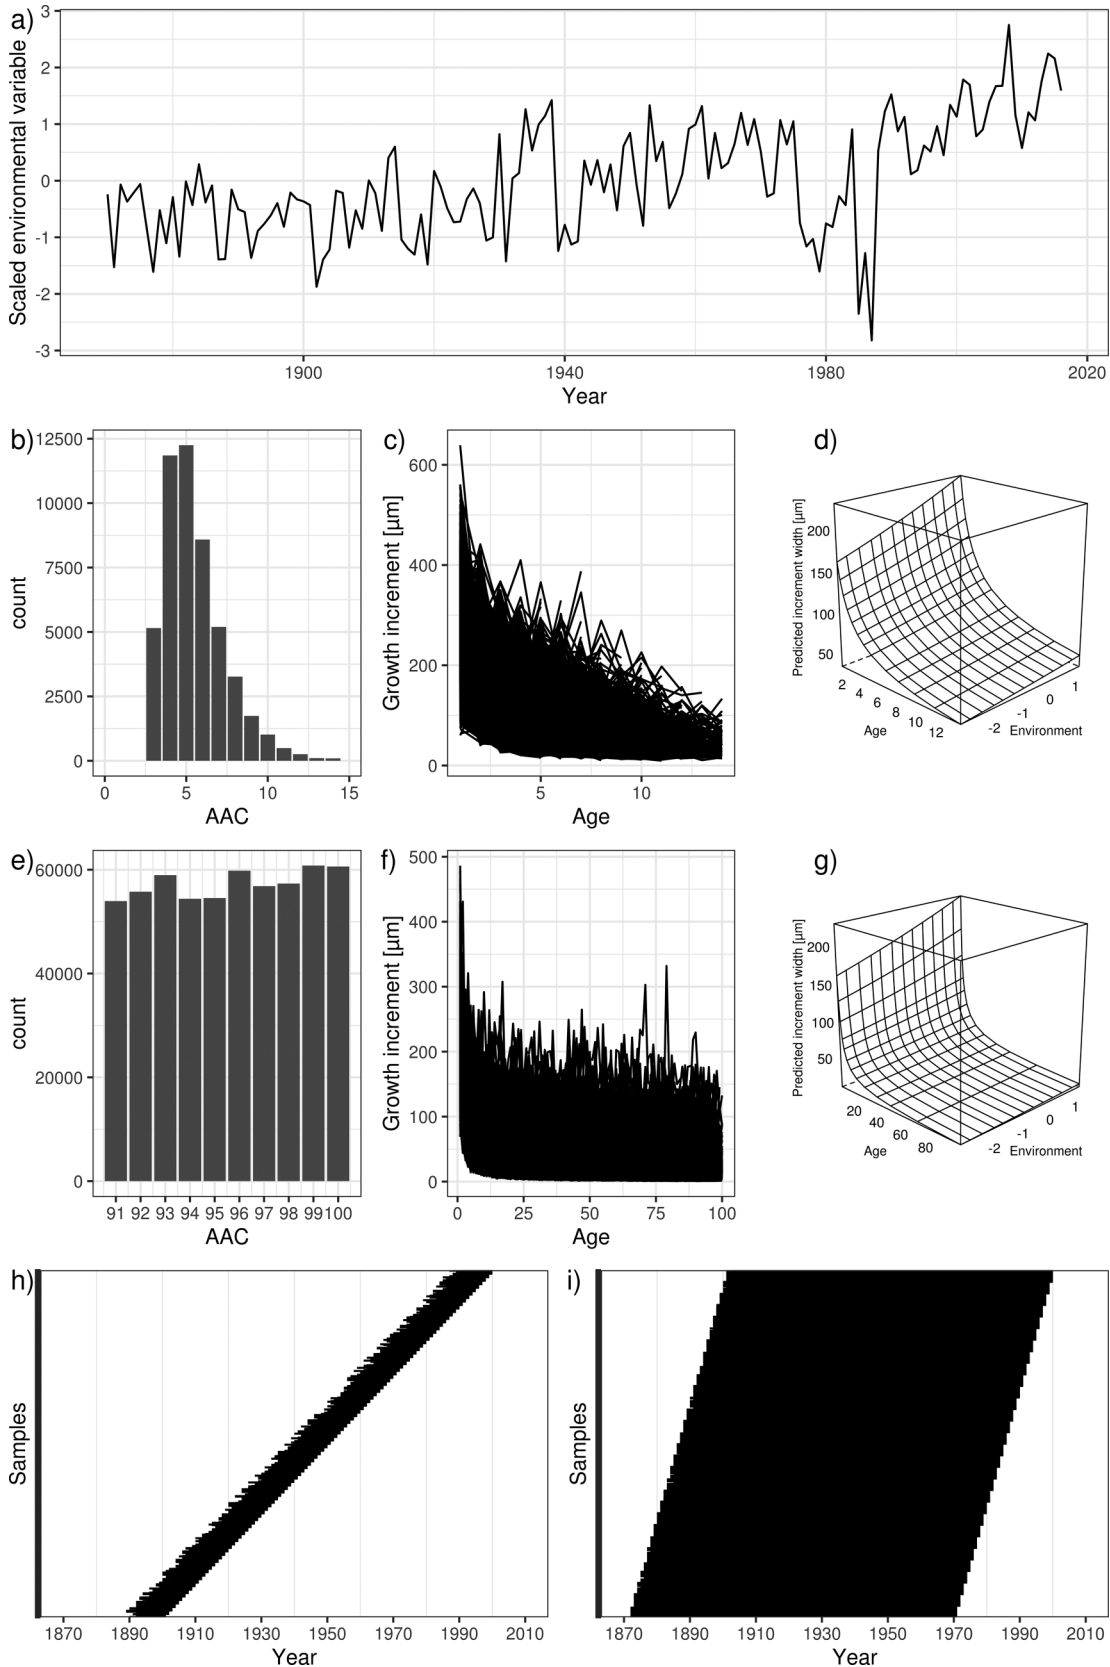 a)
Scaled environmental variable
3
2
1
0
-1
-2
-3
1900 1940 1980 2020
Year
b)
count
12500
10000
7500
5000
2500
0
0 5 10 15
AAC
c)
Growth increment [µm]
600
400
200
0
5 10
Age
d)
Predicted increment width [µm]
200
150
100
50
2 4 6 8 10 12
Age
-2 -1 0 1
Environment
e)
count
60000
40000
20000
0
91 92 93 94 95 96 97 98 99 100
AAC
f)
Growth increment [µm]
500
400
300
200
100
0
0 25 50 75 100
Age
g)
Predicted increment width [µm]
200
150
100
50
20 40 60 80
Age
-2 -1 0 1
Environment
h)
Samples
1870 1890 1910 1930 1950 1970 1990 2010
Year
i)
Samples
1870 1890 1910 1930 1950 1970 1990 2010
Year